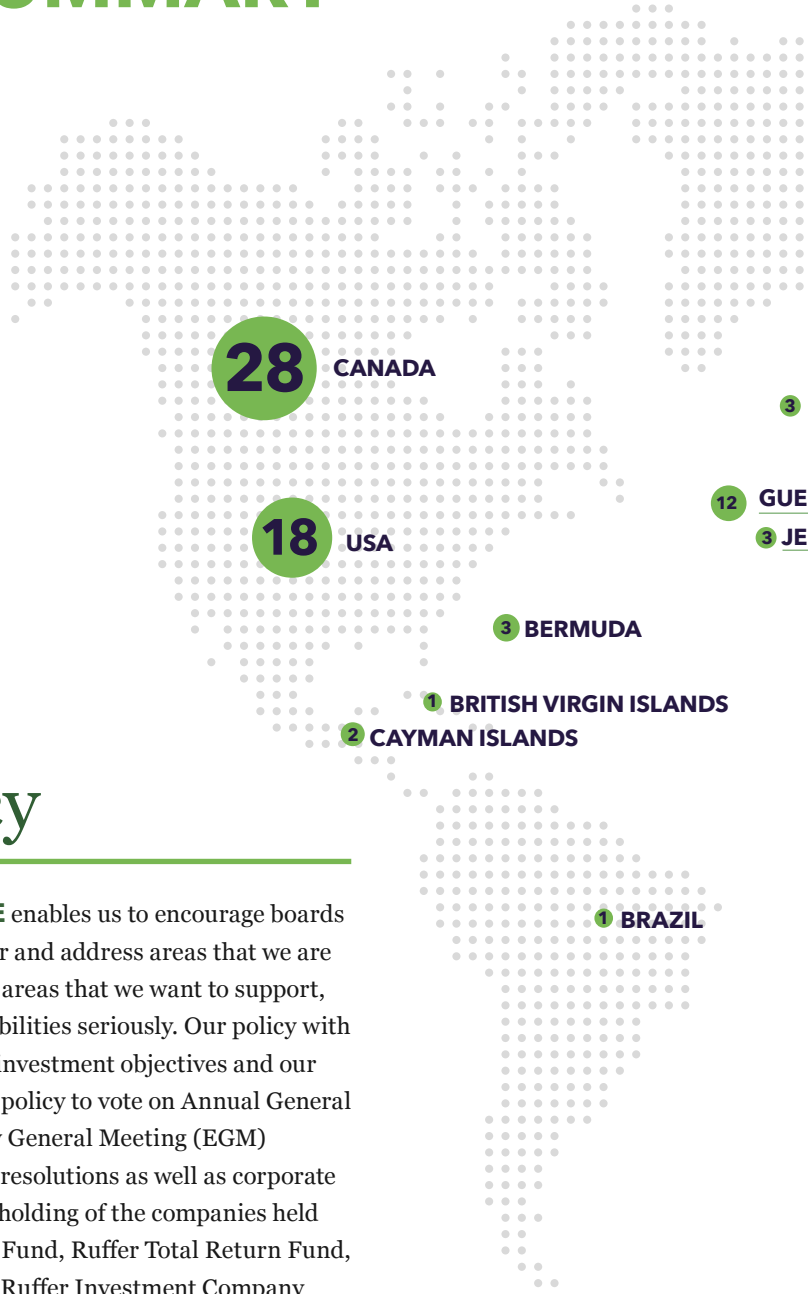 28 CANADA
3
12 GUE
3 JE
18 USA
3 BERMUDA
1 BRITISH VIRGIN ISLANDS
2 CAYMAN ISLANDS
1 BRAZIL
enables us to encourage boards
and address areas that we are
areas that we want to support,
bilities seriously. Our policy with
investment objectives and our
policy to vote on Annual General
General Meeting (EGM)
resolutions as well as corporate
holding of the companies held
Fund, Ruffer Total Return Fund,
Ruffer Investment Company